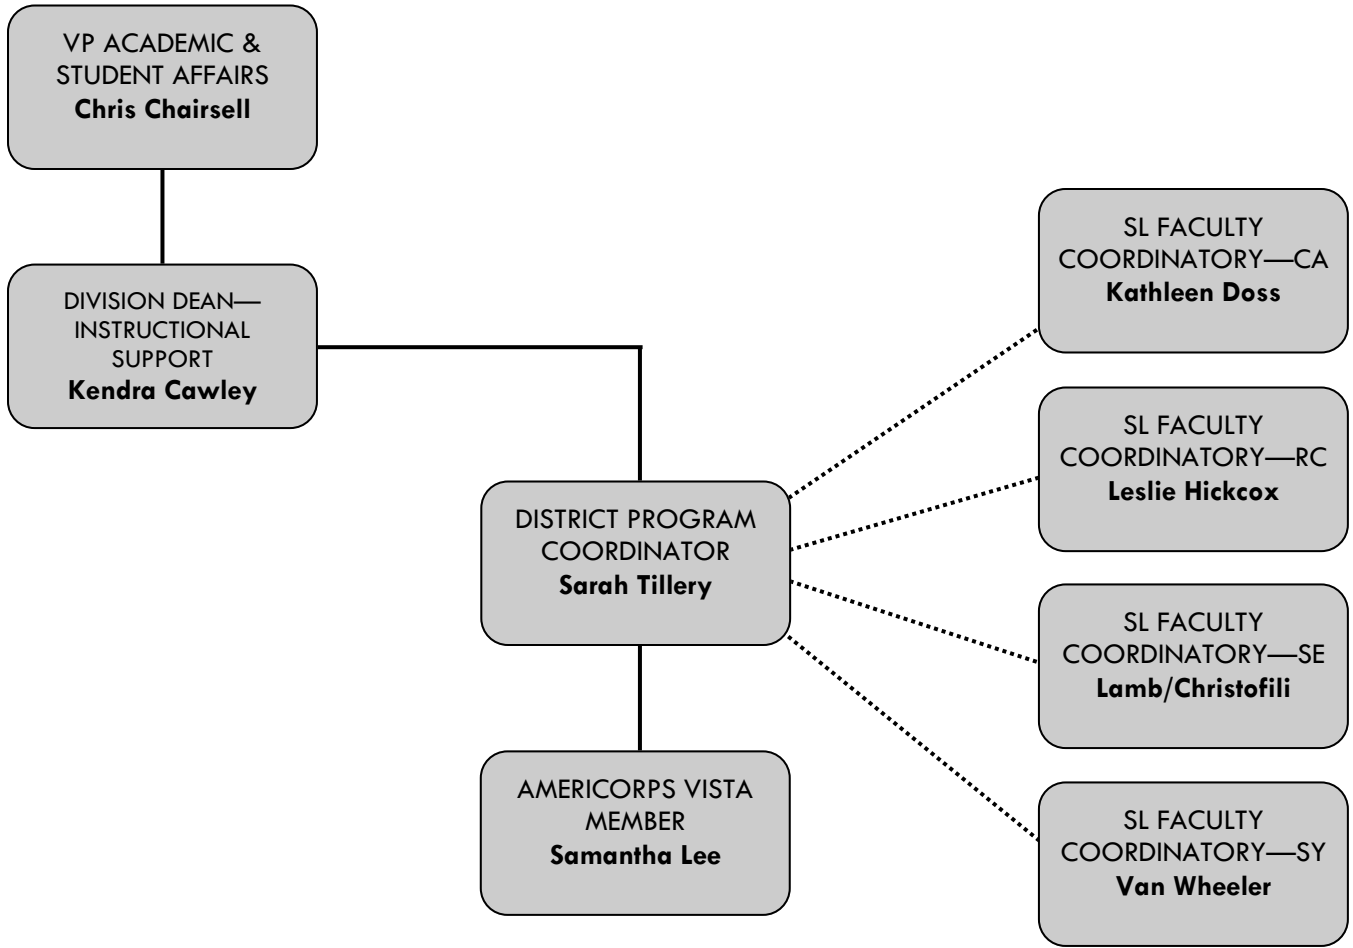 VP ACADEMIC &
STUDENT AFFAIRS
Chris Chairsell
DIVISION DEAN—
INSTRUCTIONAL
SUPPORT
Kendra Cawley
DISTRICT PROGRAM
COORDINATOR
Sarah Tillery
AMERICORPS VISTA
MEMBER
Samantha Lee
SL FACULTY
COORDINATORY—CA
Kathleen Doss
SL FACULTY
COORDINATORY—RC
Leslie Hickcox
SL FACULTY
COORDINATORY—SE
Lamb/Christofili
SL FACULTY
COORDINATORY—SY
Van Wheeler